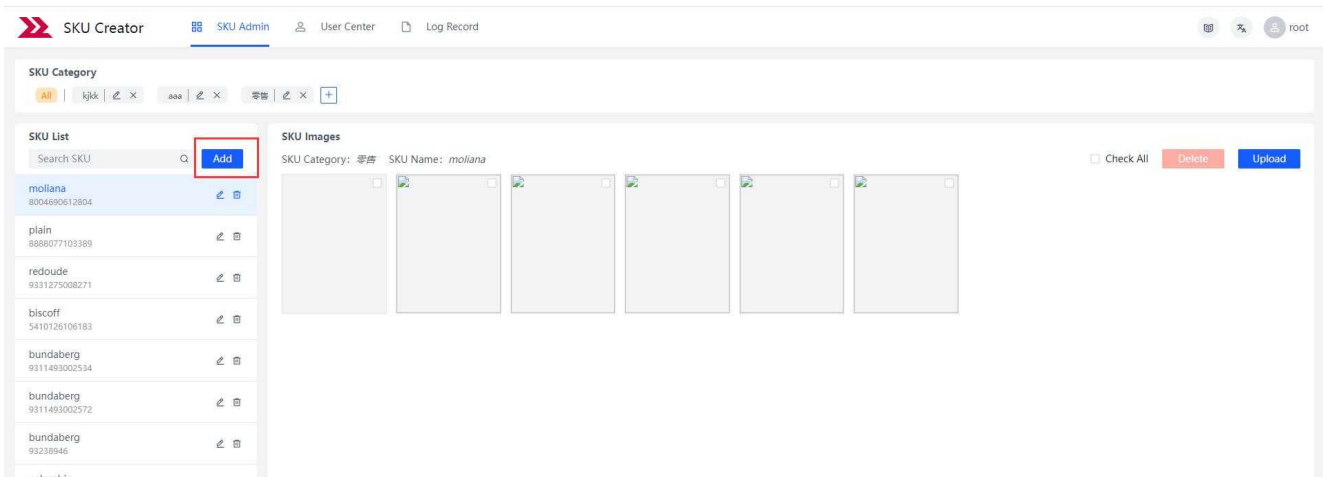 SKU Creator SKU Admin User Center Log Record root
SKU Category
All kjkk aaa 零售
SKU List
Search SKU Add
moliana
8004690612804
plain
8888077103389
redoude
9331275008271
biscoff
5410126106183
bundaberg
9311493002534
bundaberg
9311493002572
bundaberg
93238946
SKU Images
SKU Category: 零售 SKU Name: moliana Check All Delete Upload